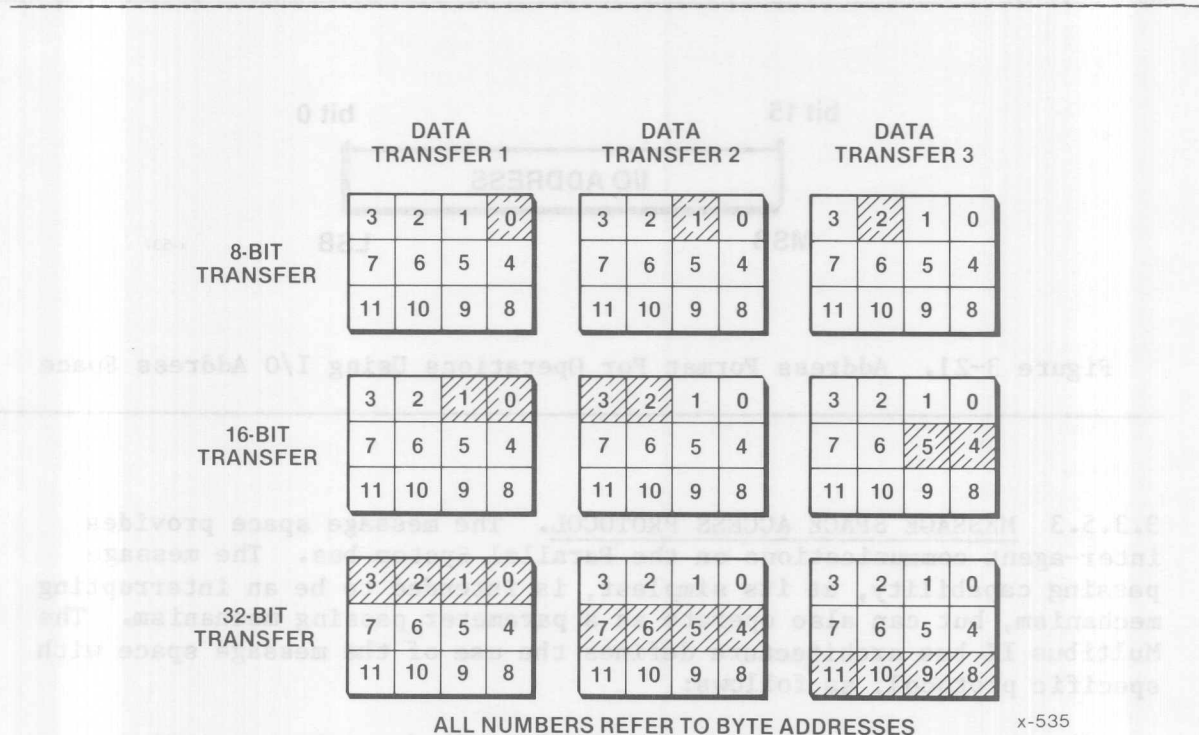 DATA TRANSFER 1
DATA TRANSFER 2
DATA TRANSFER 3
8-BIT TRANSFER
3 2 1 0
7 6 5 4
11 10 9 8
3 2 1 0
7 6 5 4
11 10 9 8
3 2 1 0
7 6 5 4
11 10 9 8
16-BIT TRANSFER
3 2 1 0
7 6 5 4
11 10 9 8
3 2 1 0
7 6 5 4
11 10 9 8
3 2 1 0
7 6 5 4
11 10 9 8
32-BIT TRANSFER
3 2 1 0
7 6 5 4
11 10 9 8
3 2 1 0
7 6 5 4
11 10 9 8
3 2 1 0
7 6 5 4
11 10 9 8
ALL NUMBERS REFER TO BYTE ADDRESSES
x-535